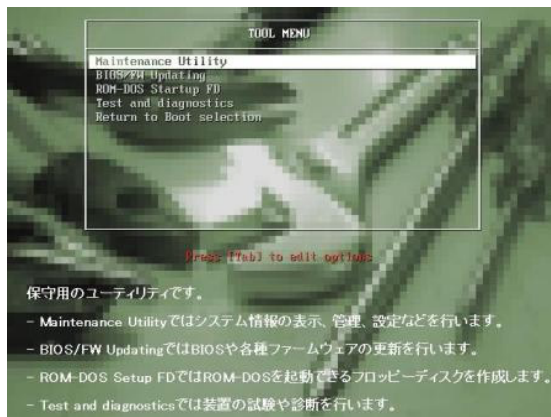 TOOL MENU
Maintenance Utility
BIOS/FW Updating
ROM-DOS Startup FD
Test and diagnostics
Return to Boot selection
Press [Tab] to edit options
保守用のユーティリティです。
- Maintenance Utilityではシステム情報の表示、管理、設定などを行います。
- BIOS/FW UpdatingではBIOSや各種ファームウェアの更新を行います。
- ROM-DOS Setup FDではROM-DOSを起動できるフロッピーディスクを作成します。
- Test and diagnosticsでは装置の試験や診断を行います。